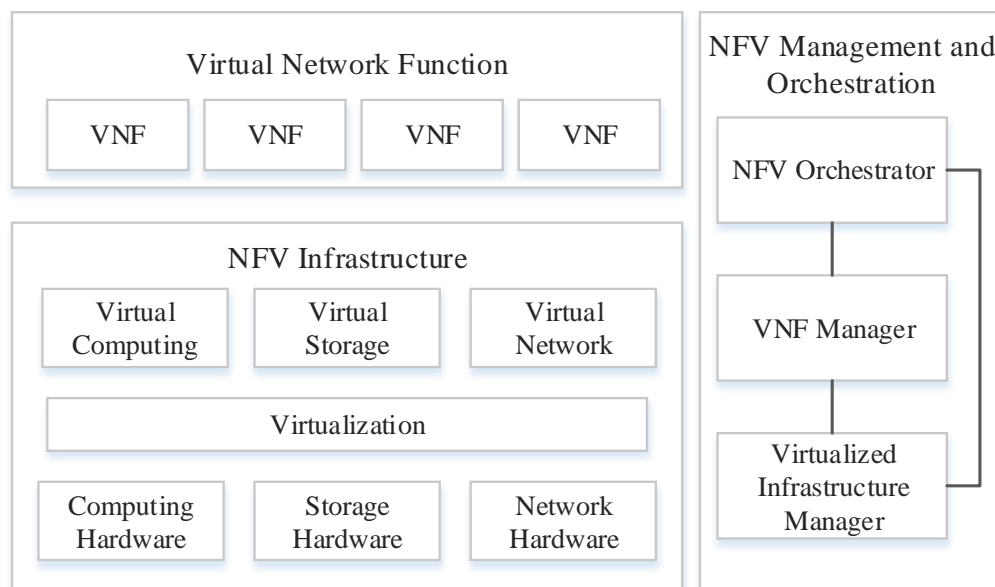 Virtual Network Function
VNF
VNF
VNF
VNF
NFV Infrastructure
Virtual
Computing
Virtual
Storage
Virtual
Network
Virtualization
Computing
Hardware
Storage
Hardware
Network
Hardware
NFV Management and
Orchestration
NFV Orchestrator
VNF Manager
Virtualized
Infrastructure
Manager